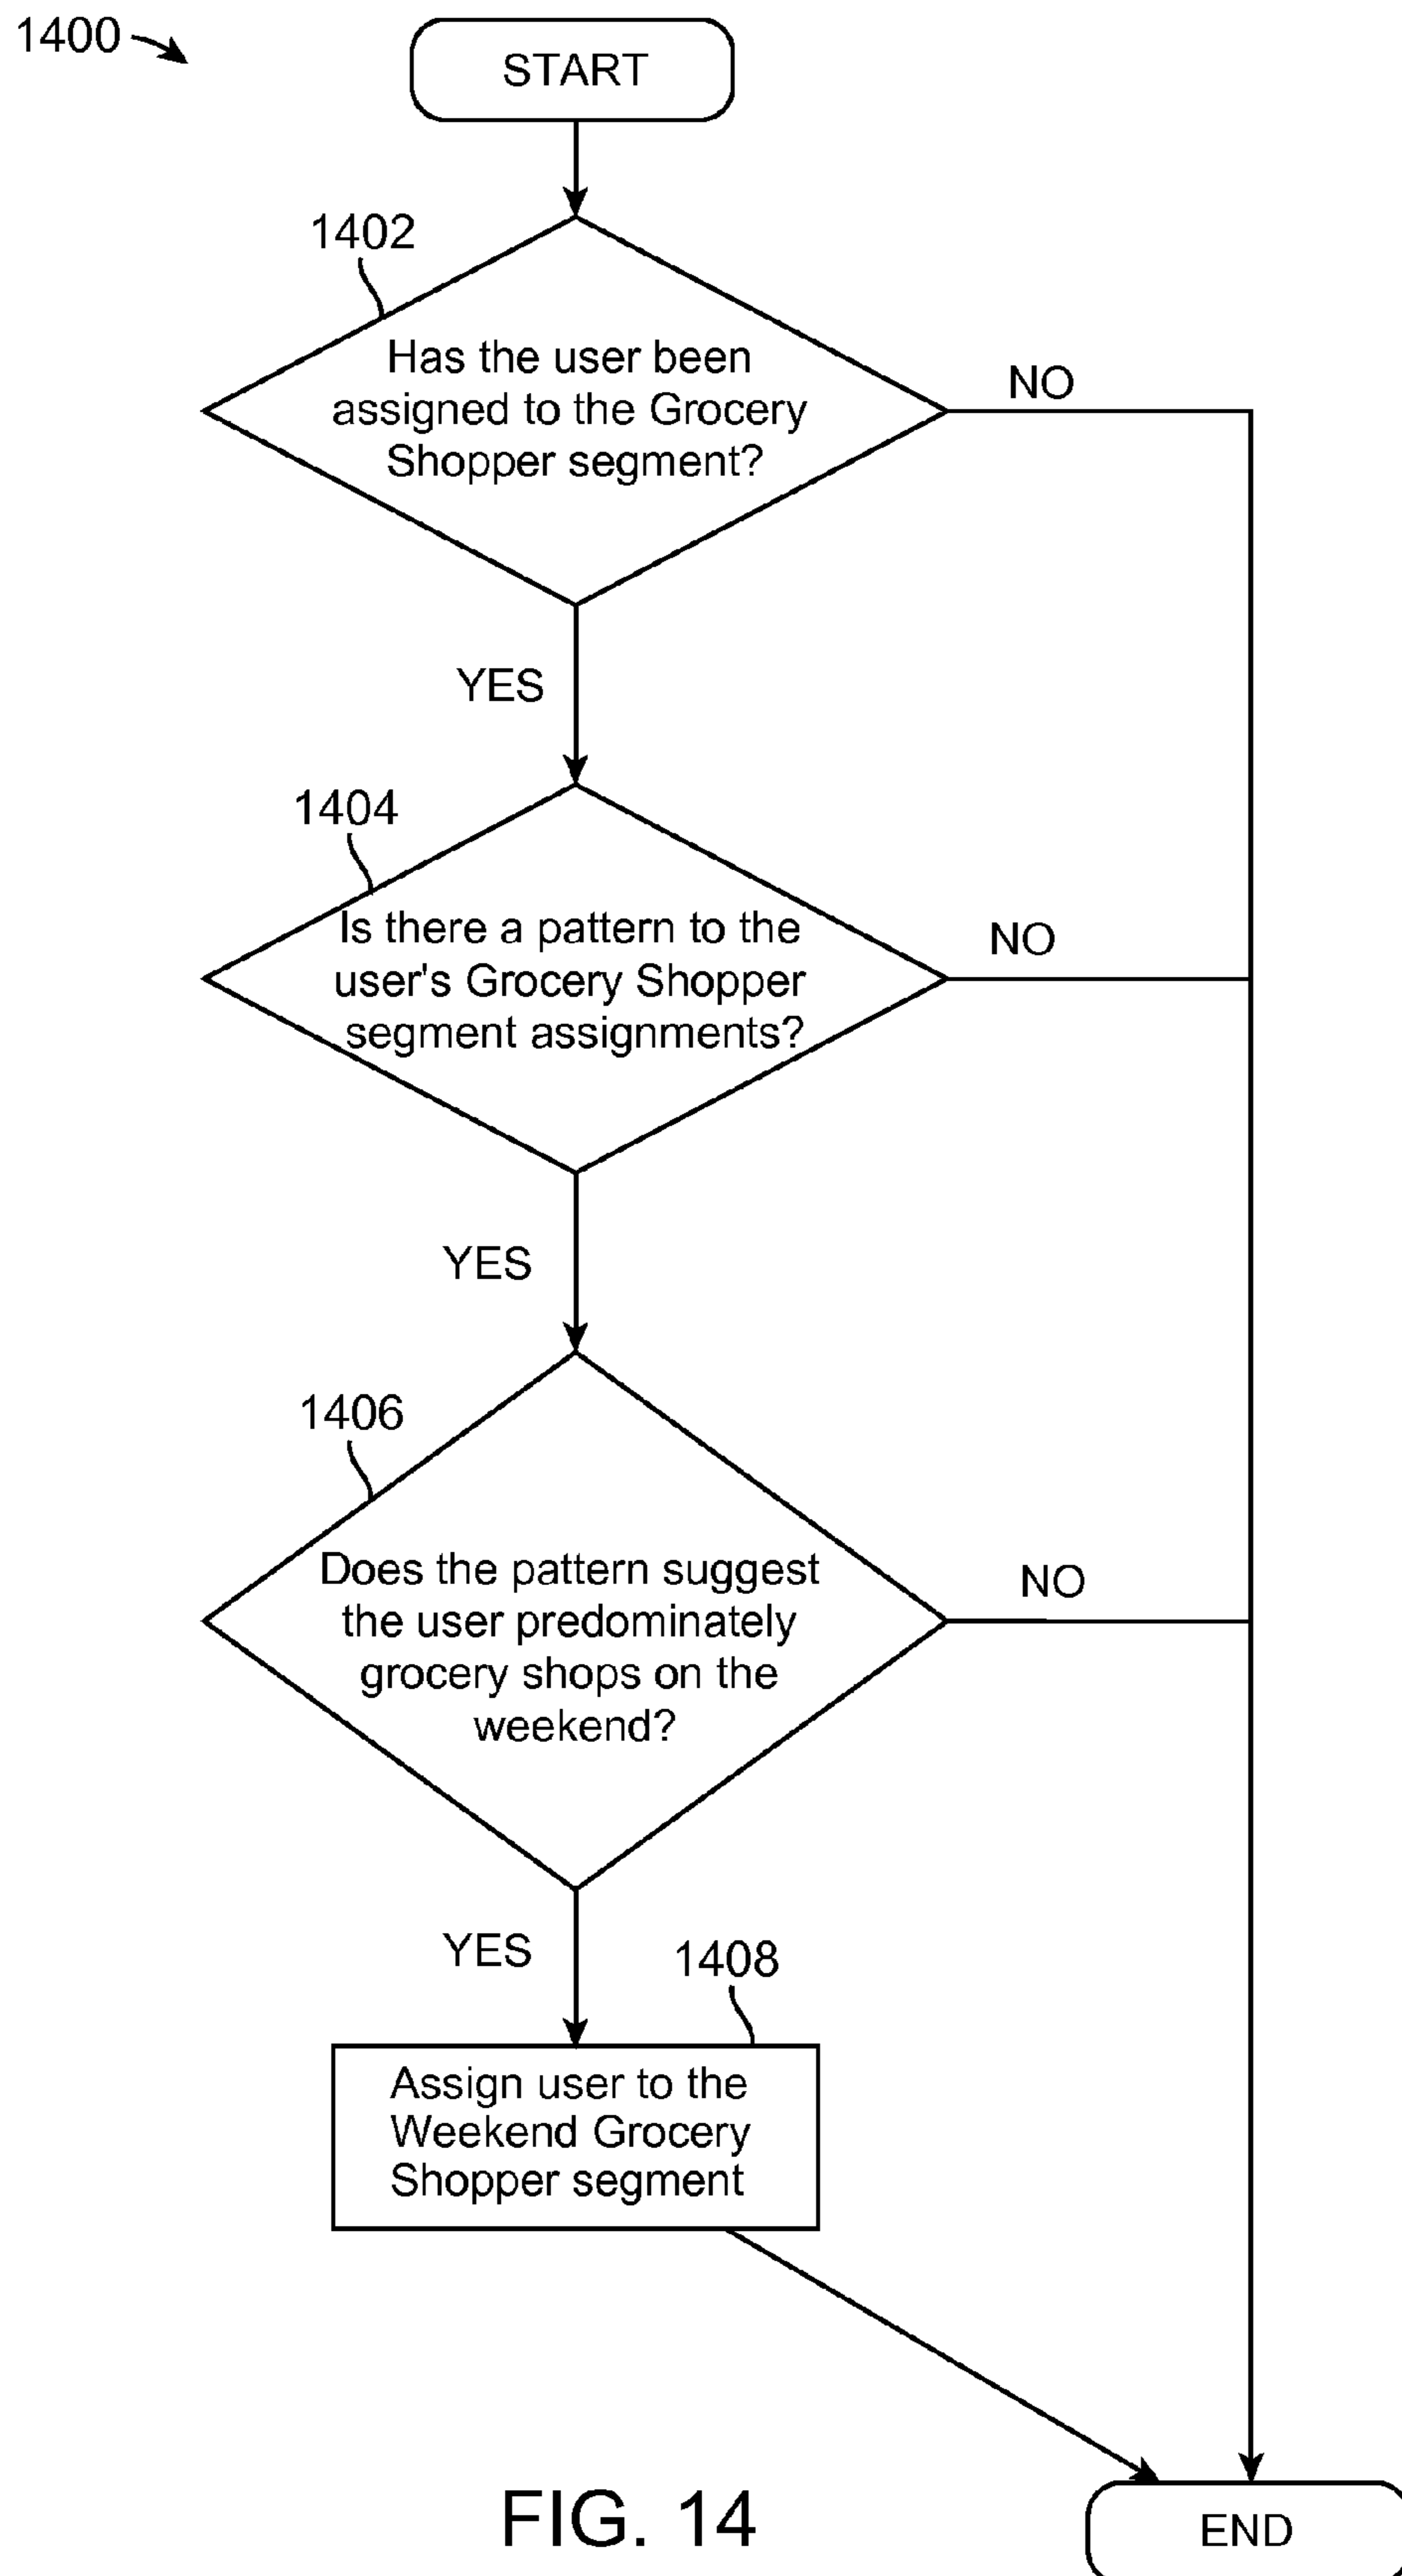 1400
START
1402
Has the user been
assigned to the Grocery
Shopper segment?
NO
YES
1404
Is there a pattern to the
user's Grocery Shopper
segment assignments?
NO
YES
1406
Does the pattern suggest
the user predominately
grocery shops on the
weekend?
NO
YES
1408
Assign user to the
Weekend Grocery
Shopper segment
FIG. 14
END